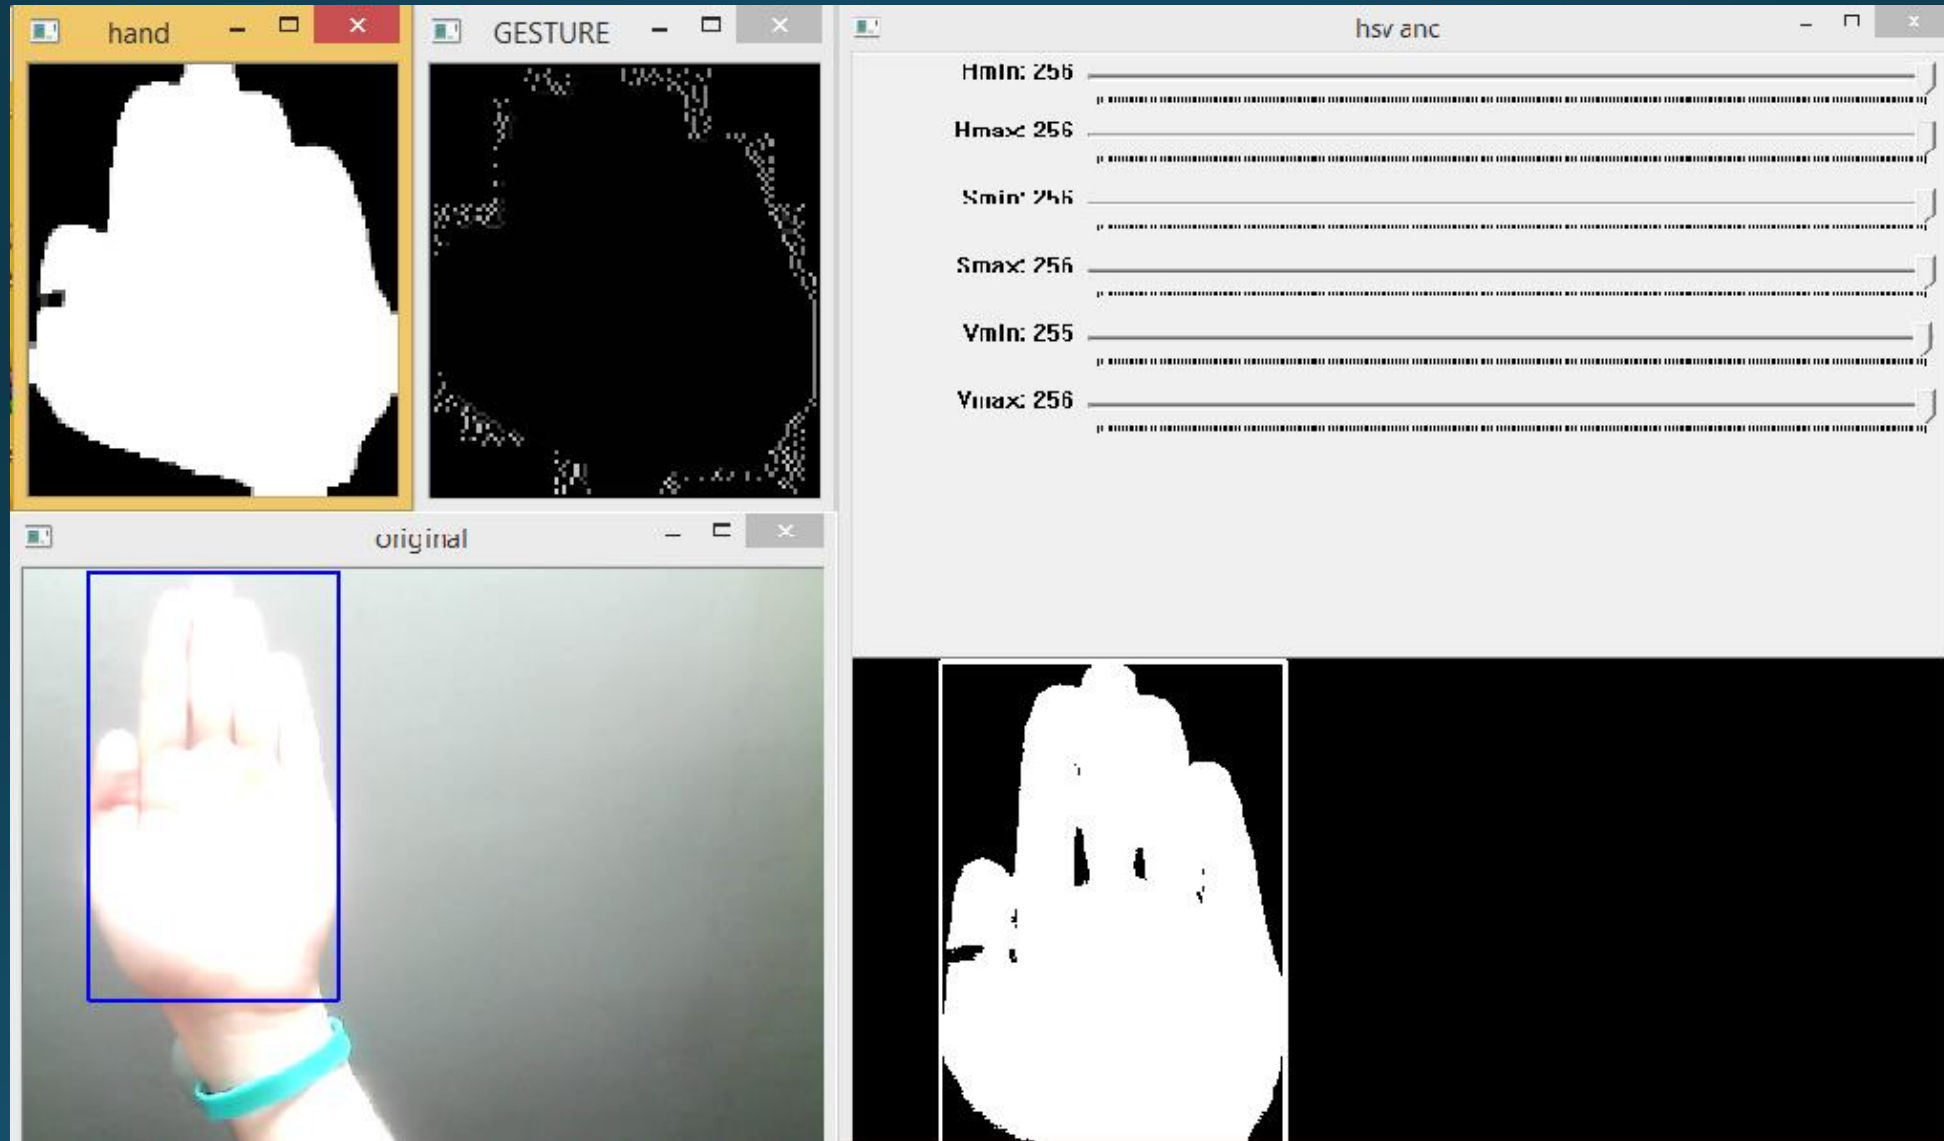 hand
GESTURE
hsv anc
Hmin: 256
Hmax: 256
Smin: 256
Smax: 256
Vmin: 255
Vmax: 256
original